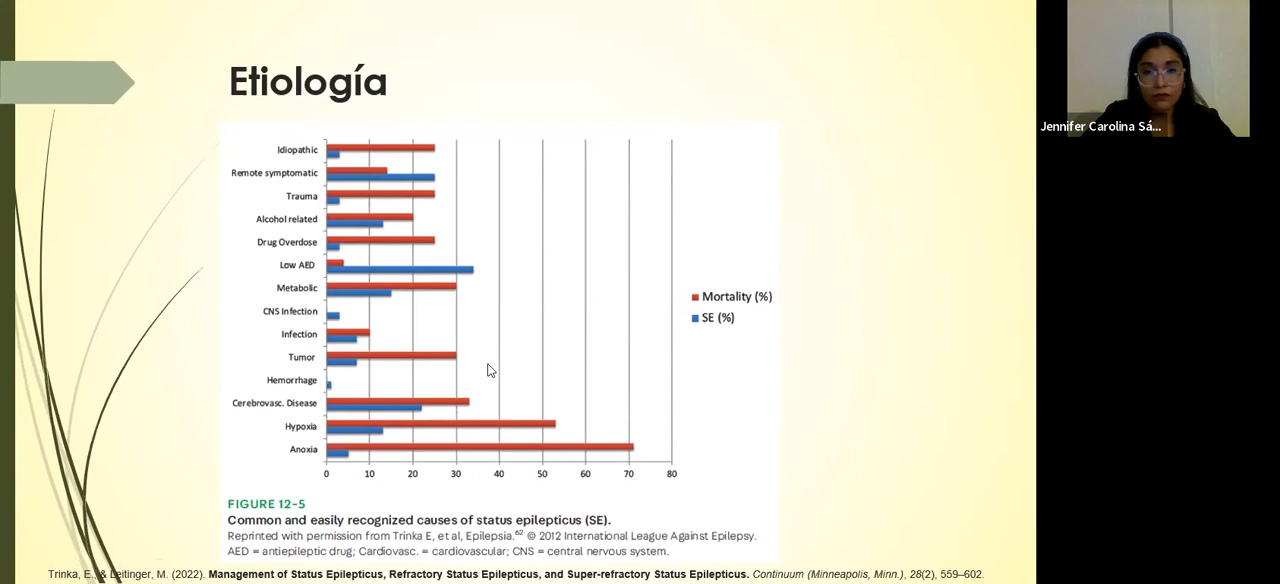 Etiología
Jennifer Carolina Sá...
Idiopathic
Remote symptomatic
Trauma
Alcohol related
Drug Overdose
Low AED
Metabolic
CNS Infection
Infection
Tumor
Hemorrhage
Cerebrovasc. Disease
Hypoxia
Anoxia
0 10 20 30 40 50 60 70 80
Mortality (%)
SE (%)
FIGURE 12-5
Common and easily recognized causes of status epilepticus (SE).
Reprinted with permission from Trinka E, et al, Epilepsia.62 © 2012 International League Against Epilepsy.
AED = antiepileptic drug; Cardiovasc. = cardiovascular; CNS = central nervous system.
Trinka, E., & Leitinger, M. (2022). Management of Status Epilepticus, Refractory Status Epilepticus, and Super-refractory Status Epilepticus. Continuum (Minneapolis, Minn.), 28(2), 559–602.